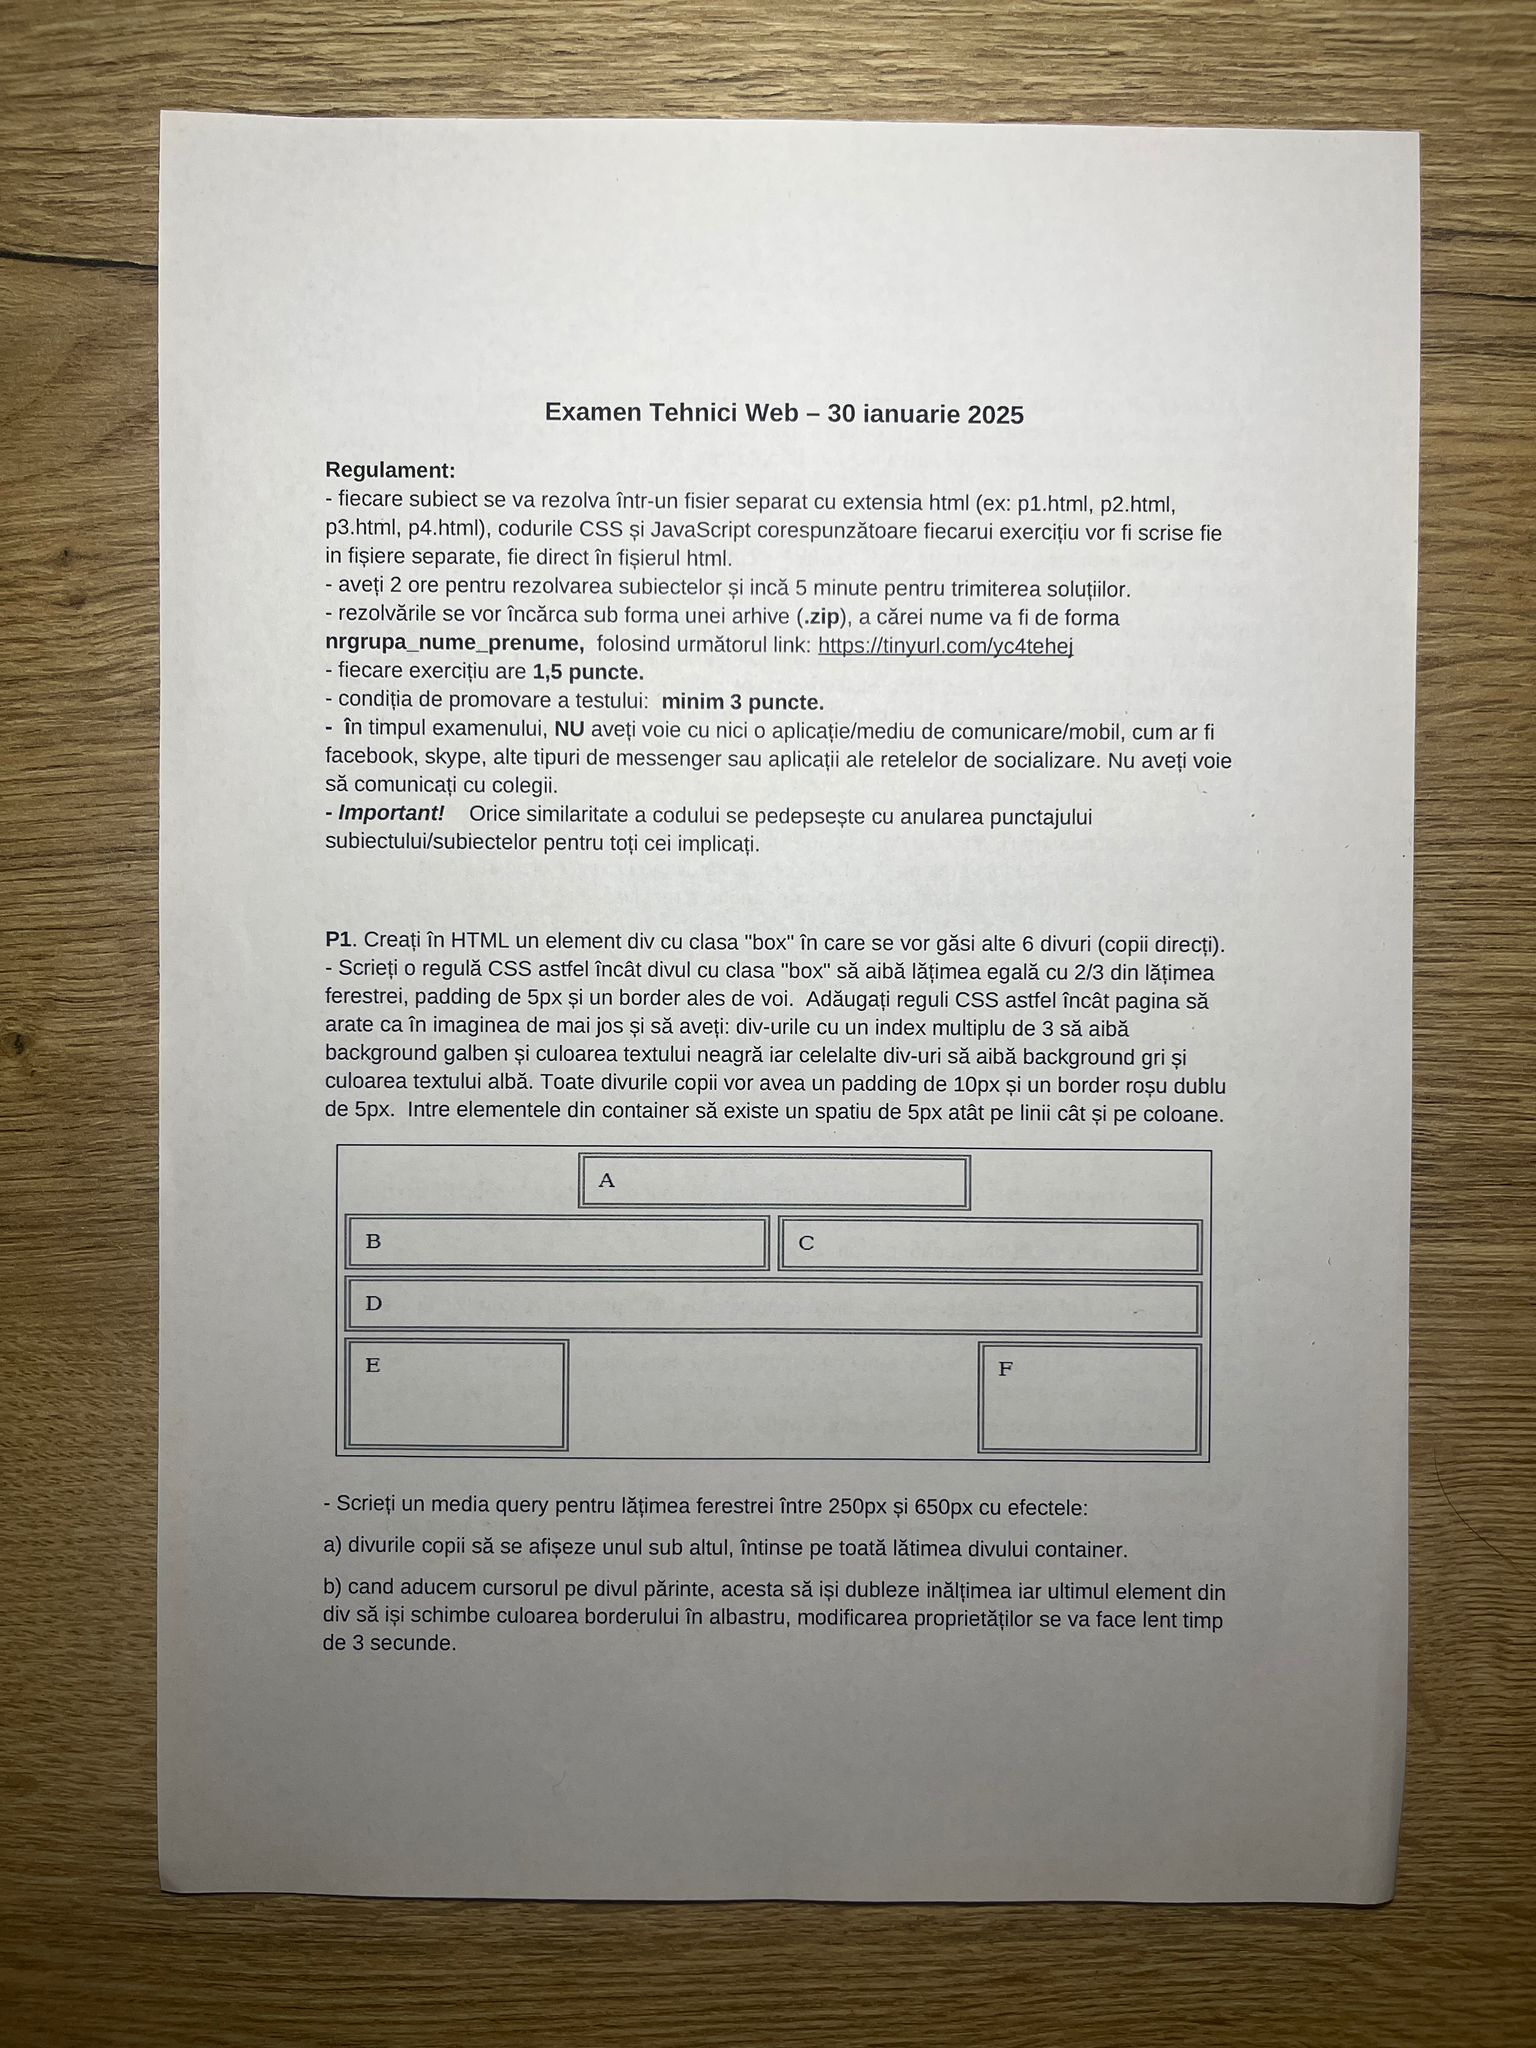 Examen Tehnici Web – 30 ianuarie 2025
Regulament:
- fiecare subiect se va rezolva într-un fisier separat cu extensia html (ex: p1.html, p2.html,
p3.html, p4.html), codurile CSS și JavaScript corespunzătoare fiecarui exercițiu vor fi scrise fie
in fișiere separate, fie direct în fișierul html.
- aveți 2 ore pentru rezolvarea subiectelor și incă 5 minute pentru trimiterea soluțiilor.
- rezolvările se vor încărca sub forma unei arhive (.zip), a cărei nume va fi de forma
nrgrupa_nume_prenume, folosind următorul link: https://tinyurl.com/yc4tehej
- fiecare exercițiu are 1,5 puncte.
- condiția de promovare a testului: minim 3 puncte.
- în timpul examenului, NU aveți voie cu nici o aplicație/mediu de comunicare/mobil, cum ar fi
facebook, skype, alte tipuri de messenger sau aplicații ale retelelor de socializare. Nu aveți voie
să comunicați cu colegii.
- Important! Orice similaritate a codului se pedepsește cu anularea punctajului
subiectului/subiectelor pentru toți cei implicați.
P1. Creați în HTML un element div cu clasa "box" în care se vor găsi alte 6 divuri (copii direcți).
- Scrieți o regulă CSS astfel încât divul cu clasa "box" să aibă lățimea egală cu 2/3 din lățimea
ferestrei, padding de 5px și un border ales de voi. Adăugați reguli CSS astfel încât pagina să
arate ca în imaginea de mai jos și să aveți: div-urile cu un index multiplu de 3 să aibă
background galben și culoarea textului neagră iar celelalte div-uri să aibă background gri și
culoarea textului albă. Toate divurile copii vor avea un padding de 10px și un border roșu dublu
de 5px. Intre elementele din container să existe un spatiu de 5px atât pe linii cât și pe coloane.
A
B C
D
E F
- Scrieți un media query pentru lățimea ferestrei între 250px și 650px cu efectele:
a) divurile copii să se afișeze unul sub altul, întinse pe toată lătimea divului container.
b) cand aducem cursorul pe divul părinte, acesta să iși dubleze inălțimea iar ultimul element din
div să iși schimbe culoarea borderului în albastru, modificarea proprietăților se va face lent timp
de 3 secunde.